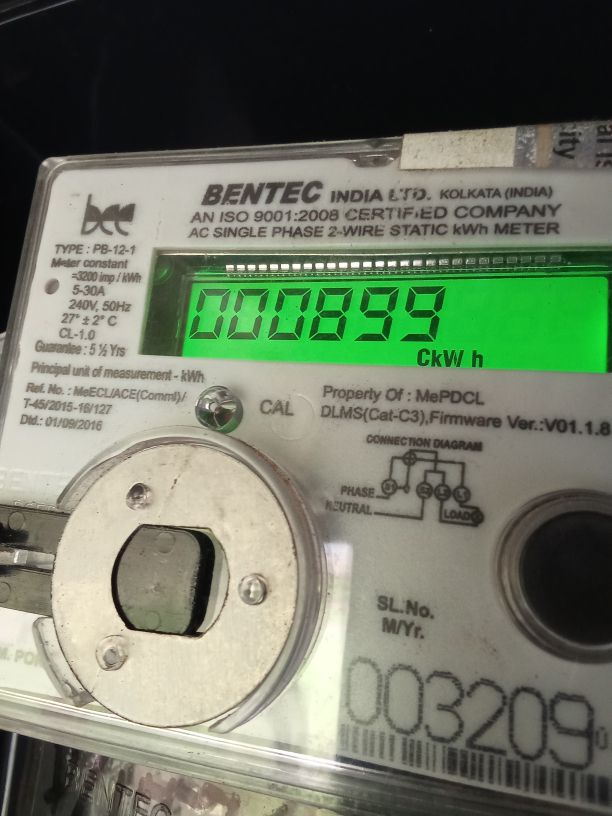 BENTEC INDIA LTD. KOLKATA (INDIA)
AN ISO 9001:2008 CERTIFIED COMPANY
AC SINGLE PHASE 2-WIRE STATIC kWh METER
bee
TYPE : PB-12-1
Meter constant
=3200 imp / kWh
5-30A
240V, 50Hz
27° ± 2° C
CL-1.0
Guarantee : 5 ½ Yrs
000899
CkW h
Principal unit of measurement - kWh
Ref. No. : MeECL/ACE(Comml)/
T-45/2015-16/127
Dtd.: 01/09/2016
CAL
Property Of : MePDCL
DLMS(Cat-C3),Firmware Ver.:V01.1.8
CONNECTION DIAGRAM
PHASE
NEUTRAL
LOAD
SL.No.
M/Yr.
003209
BENTEC